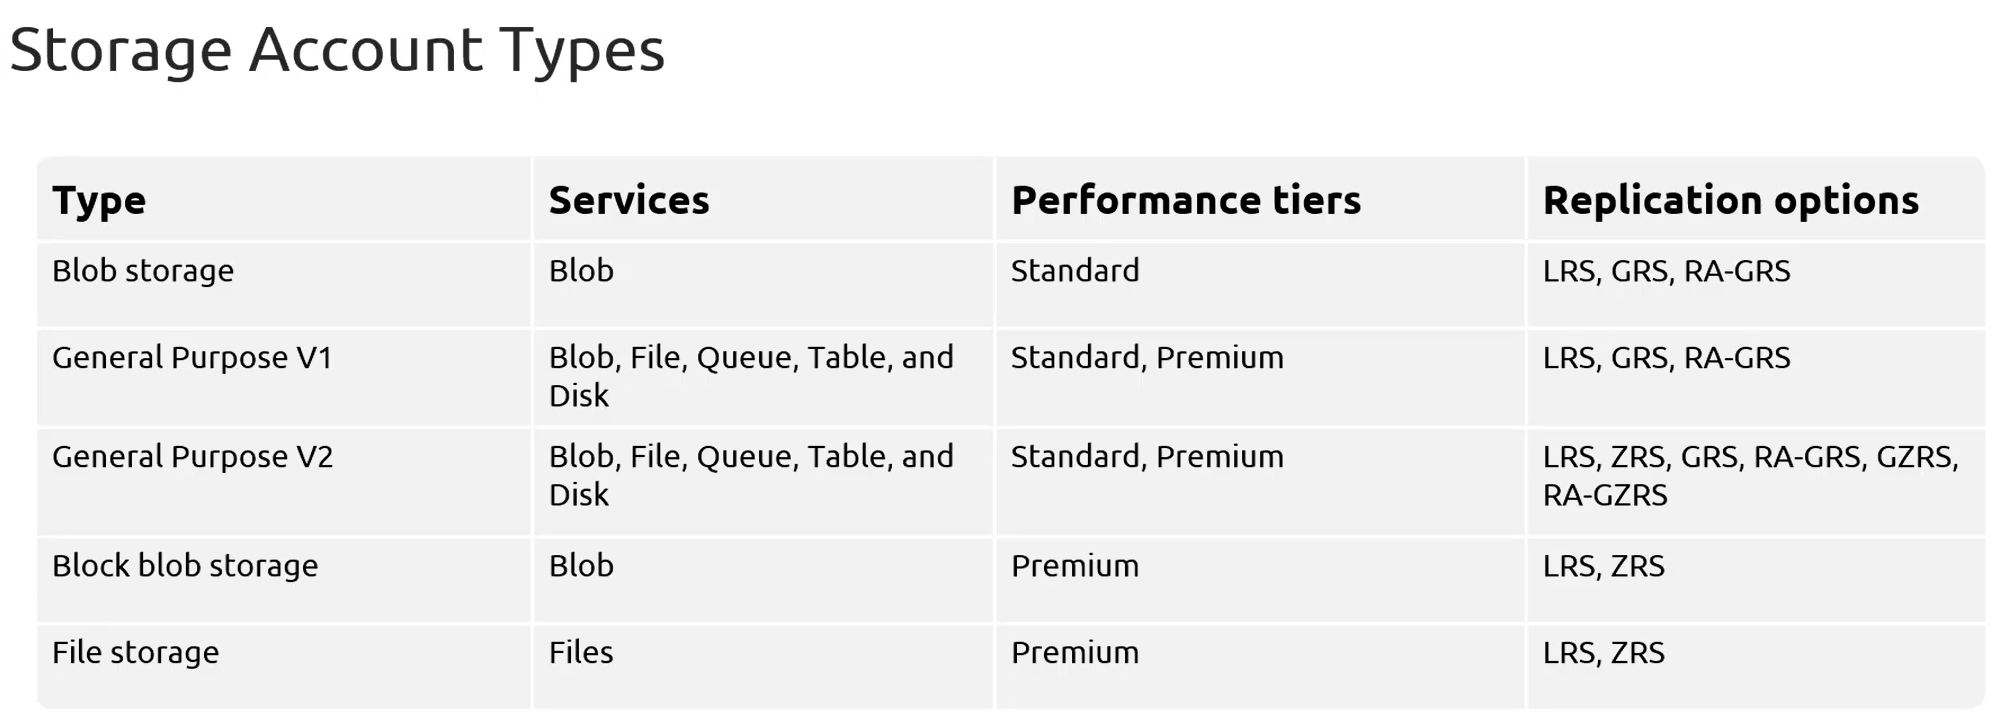 Storage Account Types
Type Services Performance tiers Replication options
Blob storage Blob Standard LRS, GRS, RA-GRS
General Purpose V1 Blob, File, Queue, Table, and Standard, Premium LRS, GRS, RA-GRS
Disk
General Purpose V2 Blob, File, Queue, Table, and Standard, Premium LRS, ZRS, GRS, RA-GRS, GZRS,
Disk RA-GZRS
Block blob storage Blob Premium LRS, ZRS
File storage Files Premium LRS, ZRS